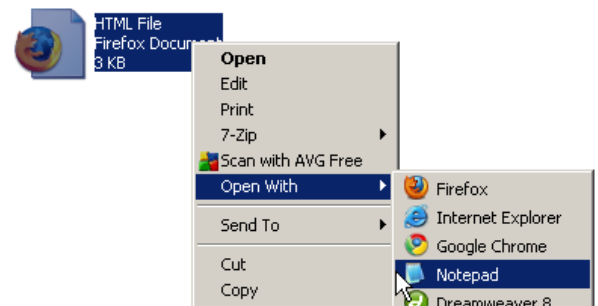 HTML File
Firefox Document
3 KB
Open
Edit
Print
7-Zip
Scan with AVG Free
Open With
Send To
Cut
Copy
Firefox
Internet Explorer
Google Chrome
Notepad
Dreamweaver 8